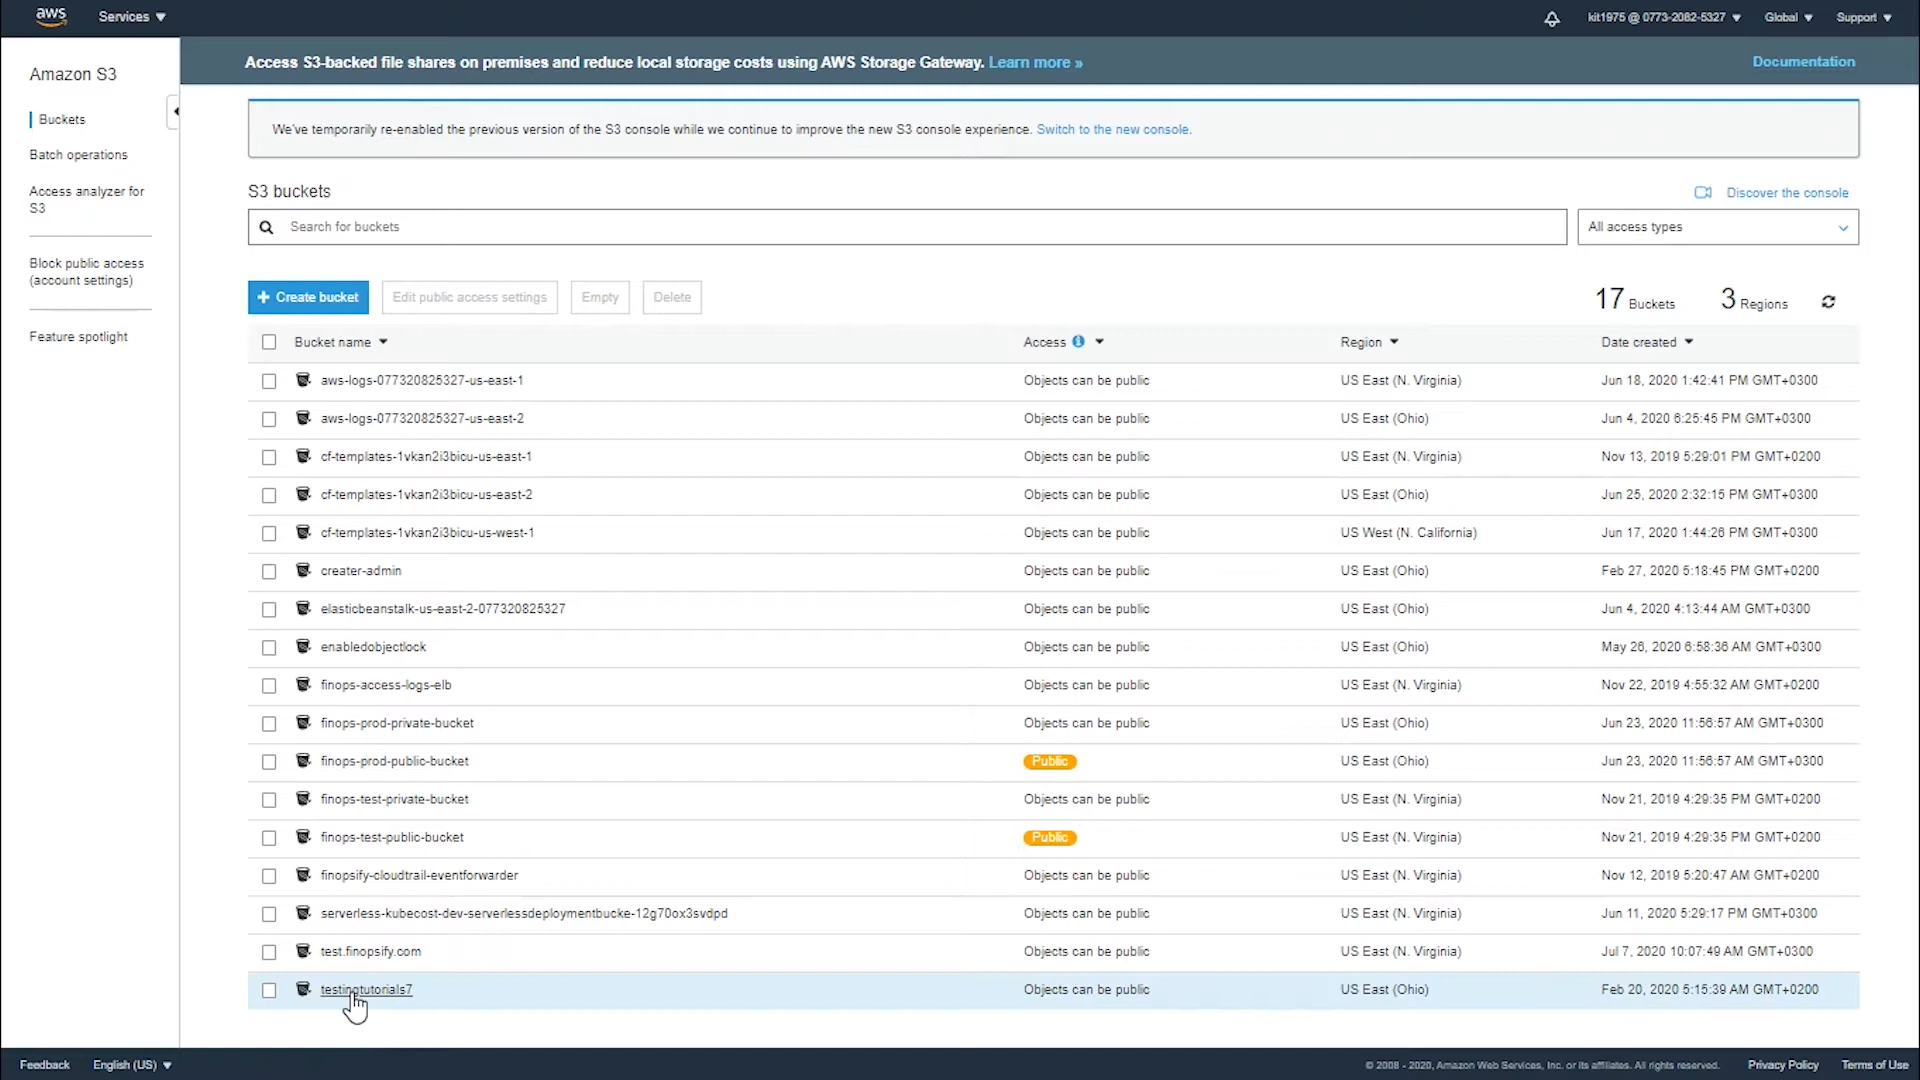 aws
Services
kit1975 @ 0773-2082-5327
Global
Support
Amazon S3
Buckets
Batch operations
Access analyzer for
S3
Block public access
(account settings)
Feature spotlight
Access S3-backed file shares on premises and reduce local storage costs using AWS Storage Gateway. Learn more »
Documentation
We've temporarily re-enabled the previous version of the S3 console while we continue to improve the new S3 console experience. Switch to the new console.
S3 buckets
Discover the console
Search for buckets
All access types
+ Create bucket
Edit public access settings
Empty
Delete
17 Buckets
3 Regions
Bucket name Access Region Date created
aws-logs-077320825327-us-east-1 Objects can be public US East (N. Virginia) Jun 18, 2020 1:42:41 PM GMT+0300
aws-logs-077320825327-us-east-2 Objects can be public US East (Ohio) Jun 4, 2020 6:25:45 PM GMT+0300
cf-templates-1vkan2i3bicu-us-east-1 Objects can be public US East (N. Virginia) Nov 13, 2019 5:29:01 PM GMT+0200
cf-templates-1vkan2i3bicu-us-east-2 Objects can be public US East (Ohio) Jun 25, 2020 2:32:15 PM GMT+0300
cf-templates-1vkan2i3bicu-us-west-1 Objects can be public US West (N. California) Jun 17, 2020 1:44:26 PM GMT+0300
creater-admin Objects can be public US East (Ohio) Feb 27, 2020 5:18:45 PM GMT+0200
elasticbeanstalk-us-east-2-077320825327 Objects can be public US East (Ohio) Jun 4, 2020 4:13:44 AM GMT+0300
enabledobjectlock Objects can be public US East (Ohio) May 26, 2020 6:58:36 AM GMT+0300
finops-access-logs-elb Objects can be public US East (N. Virginia) Nov 22, 2019 4:55:32 AM GMT+0200
finops-prod-private-bucket Objects can be public US East (Ohio) Jun 23, 2020 11:56:57 AM GMT+0300
finops-prod-public-bucket Public US East (Ohio) Jun 23, 2020 11:56:57 AM GMT+0300
finops-test-private-bucket Objects can be public US East (N. Virginia) Nov 21, 2019 4:29:35 PM GMT+0200
finops-test-public-bucket Public US East (N. Virginia) Nov 21, 2019 4:29:35 PM GMT+0200
finopsify-cloudtrail-eventforwarder Objects can be public US East (N. Virginia) Nov 12, 2019 5:20:47 AM GMT+0200
serverless-kubecost-dev-serverlessdeploymentbucke-12g70ox3svdpd Objects can be public US East (N. Virginia) Jun 11, 2020 5:29:17 PM GMT+0300
test.finopsify.com Objects can be public US East (N. Virginia) Jul 7, 2020 10:07:49 AM GMT+0300
testingtutorials7 Objects can be public US East (Ohio) Feb 20, 2020 5:15:39 AM GMT+0200
Feedback
English (US)
© 2008 - 2020, Amazon Web Services, Inc. or its affiliates. All rights reserved.
Privacy Policy
Terms of Use